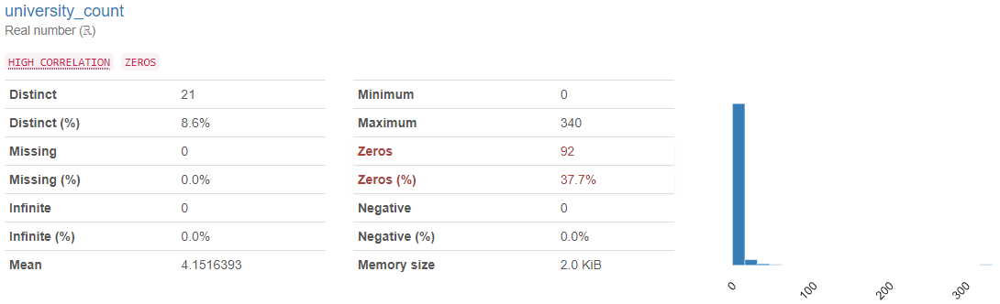 university_count
Real number (ℝ)
HIGH CORRELATION ZEROS
Distinct 21
Distinct (%) 8.6%
Missing 0
Missing (%) 0.0%
Infinite 0
Infinite (%) 0.0%
Mean 4.1516393
Minimum 0
Maximum 340
Zeros 92
Zeros (%) 37.7%
Negative 0
Negative (%) 0.0%
Memory size 2.0 KiB
0 100 200 300